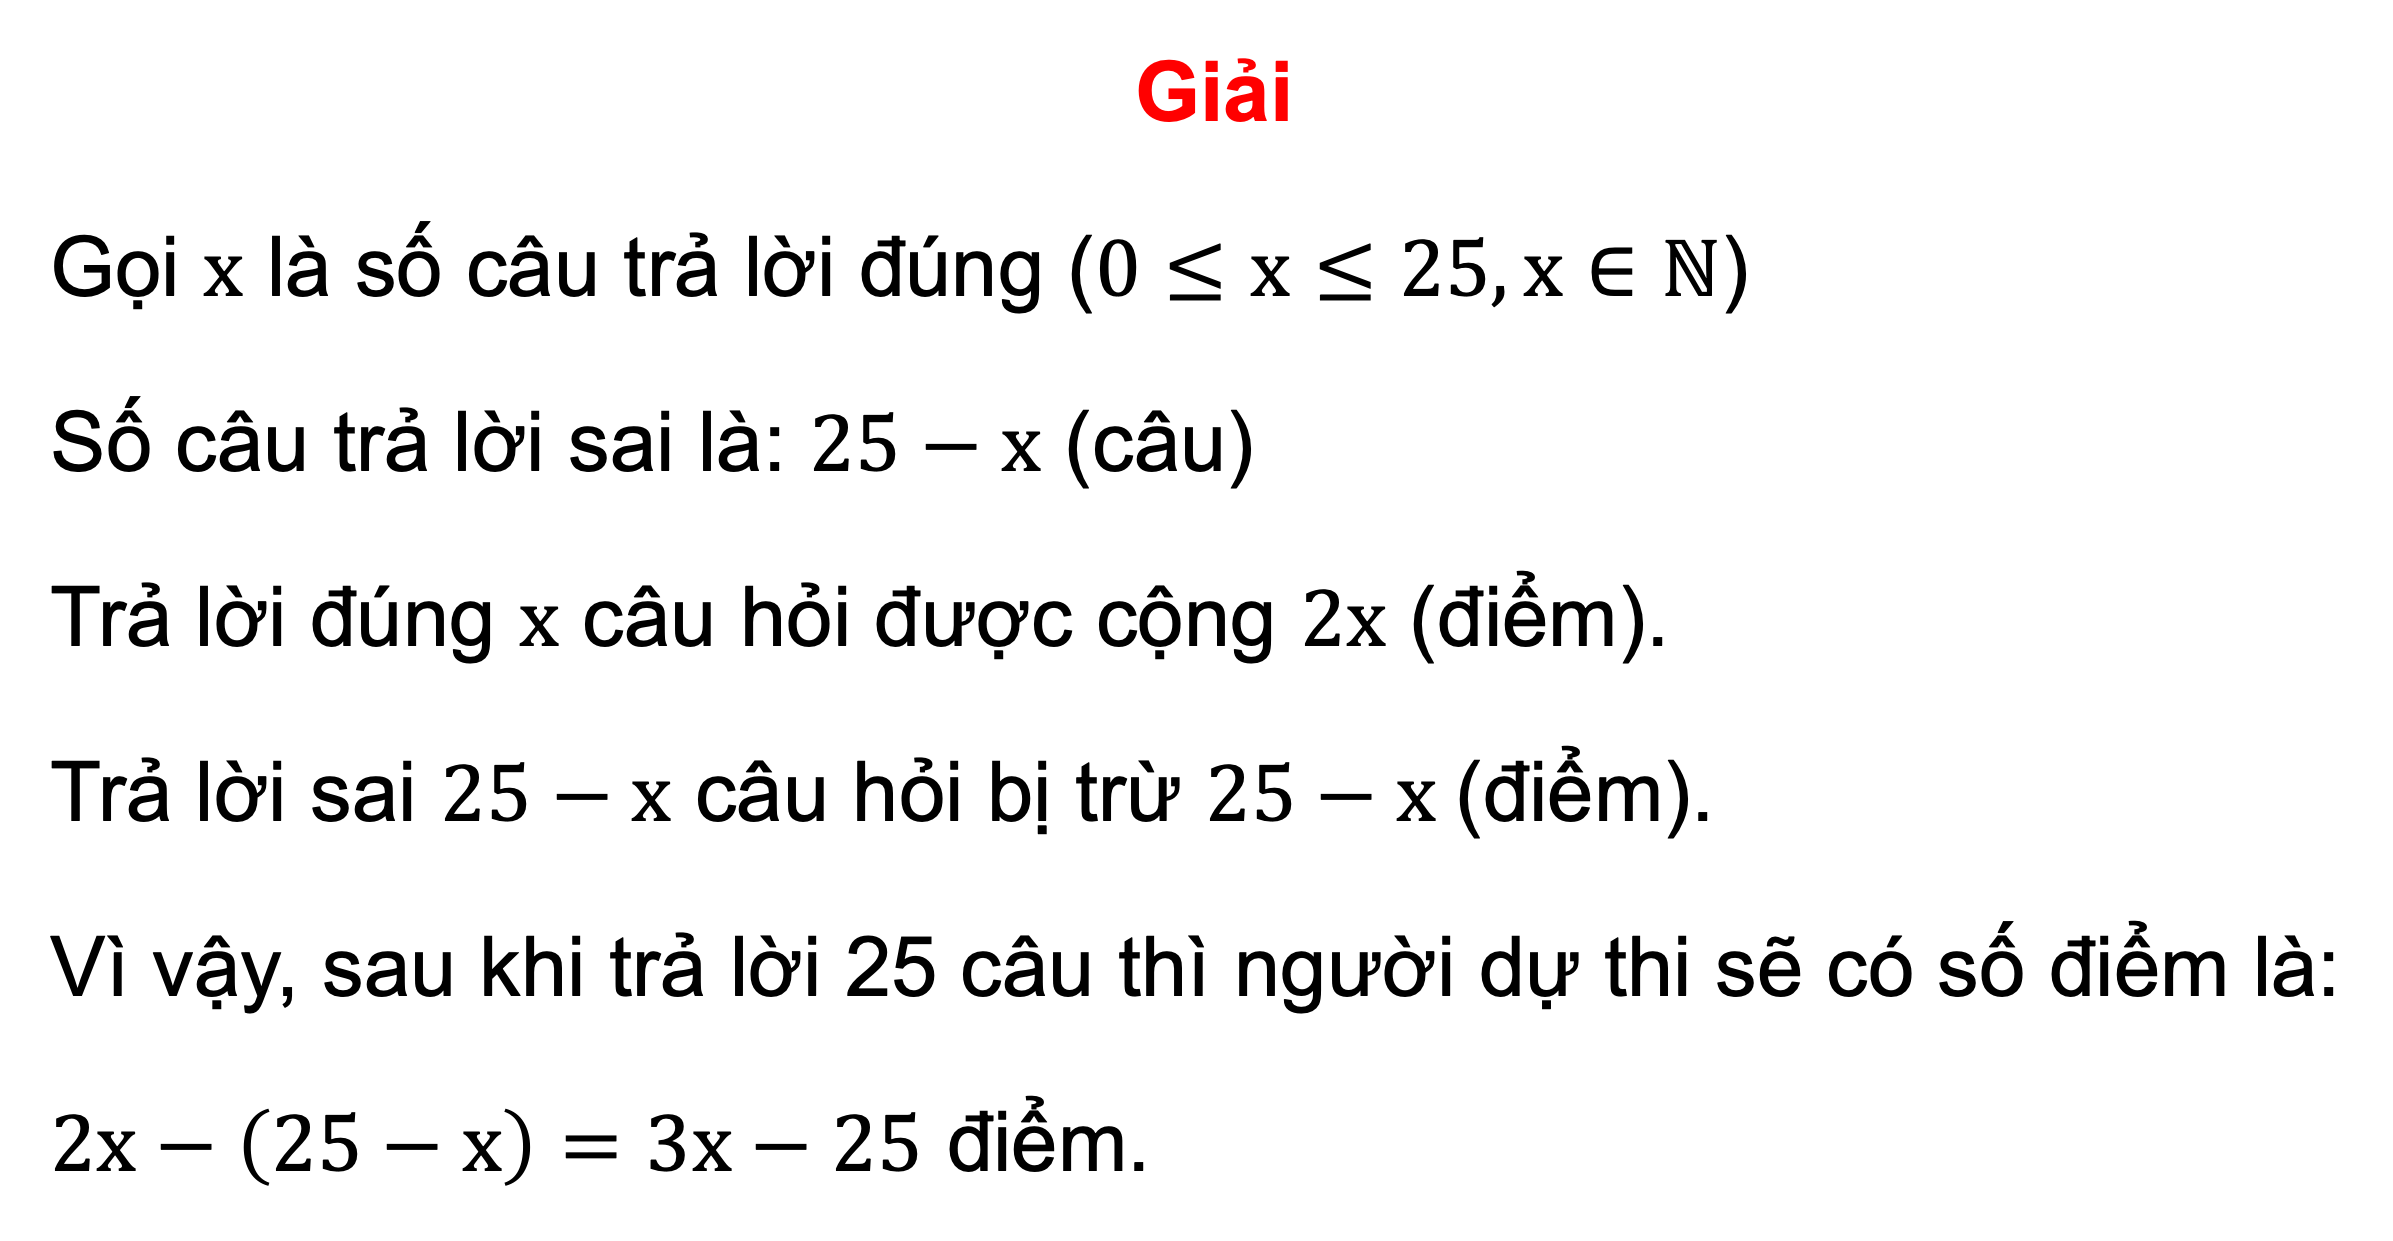 Giải
Gọi x là số câu trả lời đúng (0 ≤ x ≤ 25, x ∈ ℕ)
Số câu trả lời sai là: 25 − x (câu)
Trả lời đúng x câu hỏi được cộng 2x (điểm).
Trả lời sai 25 − x câu hỏi bị trừ 25 − x (điểm).
Vì vậy, sau khi trả lời 25 câu thì người dự thi sẽ có số điểm là:
2x − (25 − x) = 3x − 25 điểm.